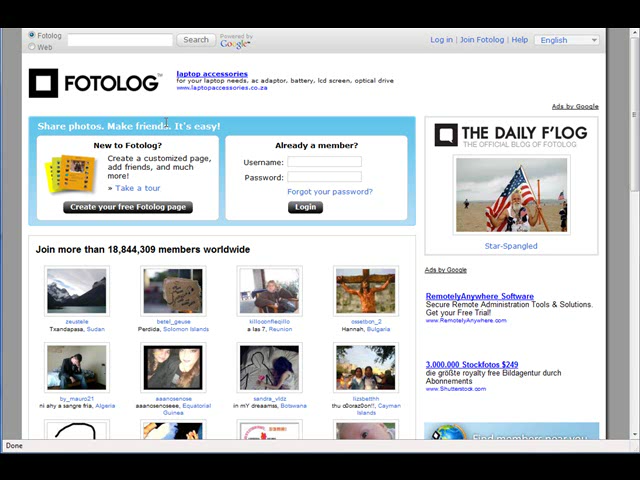 Fotolog
Web
Search
Powered by
Google
Log in | Join Fotolog | Help
English
FOTOLOG
laptop accessories
for your laptop needs, ac adaptor, battery, lcd screen, optical drive
www.laptopaccessories.co.za
Ads by Google
Share photos. Make friends. It's easy!
New to Fotolog?
Create a customized page,
add friends, and much
more!
» Take a tour
Create your free Fotolog page
Already a member?
Username:
Password:
Forgot your password?
Login
THE DAILY F'LOG
THE OFFICIAL BLOG OF FOTOLOG
Star-Spangled
Join more than 18,844,309 members worldwide
zeustele
Txandapasa, Sudan
betel_geuse
Perdida, Solomon Islands
killosonfieqillo
a las 7, Reunion
ossetbon_2
Hannah, Bulgaria
by_mauro21
ni ahy a sangre fria, Algeria
aaanosenose
aaanosenoseee, Equatorial
Guinea
sandra_vldz
in mY dreaamss, Botswana
lizsbetthh
thu c0raz0n!!, Cayman
Islands
Ads by Google
RemotelyAnywhere Software
Secure Remote Administration Tools & Solutions.
Get your Free Trial!
www.RemotelyAnywhere.com
3.000.000 Stockfotos $249
die größte royalty free Bildagentur durch
Abonnements
www.Shutterstock.com
Find members near you
Done